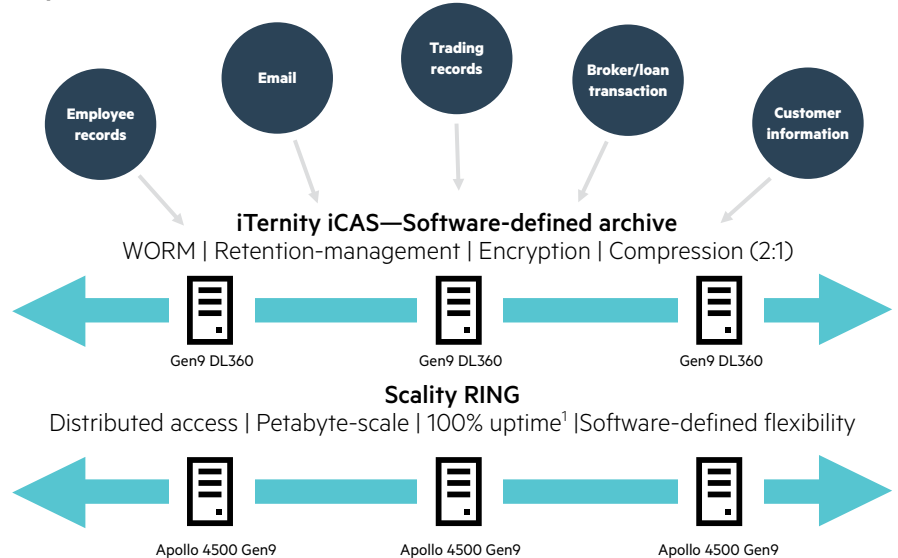 Employee
records
Email
Trading
records
Broker/loan
transaction
Customer
information
iTernity iCAS—Software-defined archive
WORM | Retention-management | Encryption | Compression (2:1)
Gen9 DL360
Gen9 DL360
Gen9 DL360
Scality RING
Distributed access | Petabyte-scale | 100% uptime¹ |Software-defined flexibility
Apollo 4500 Gen9
Apollo 4500 Gen9
Apollo 4500 Gen9